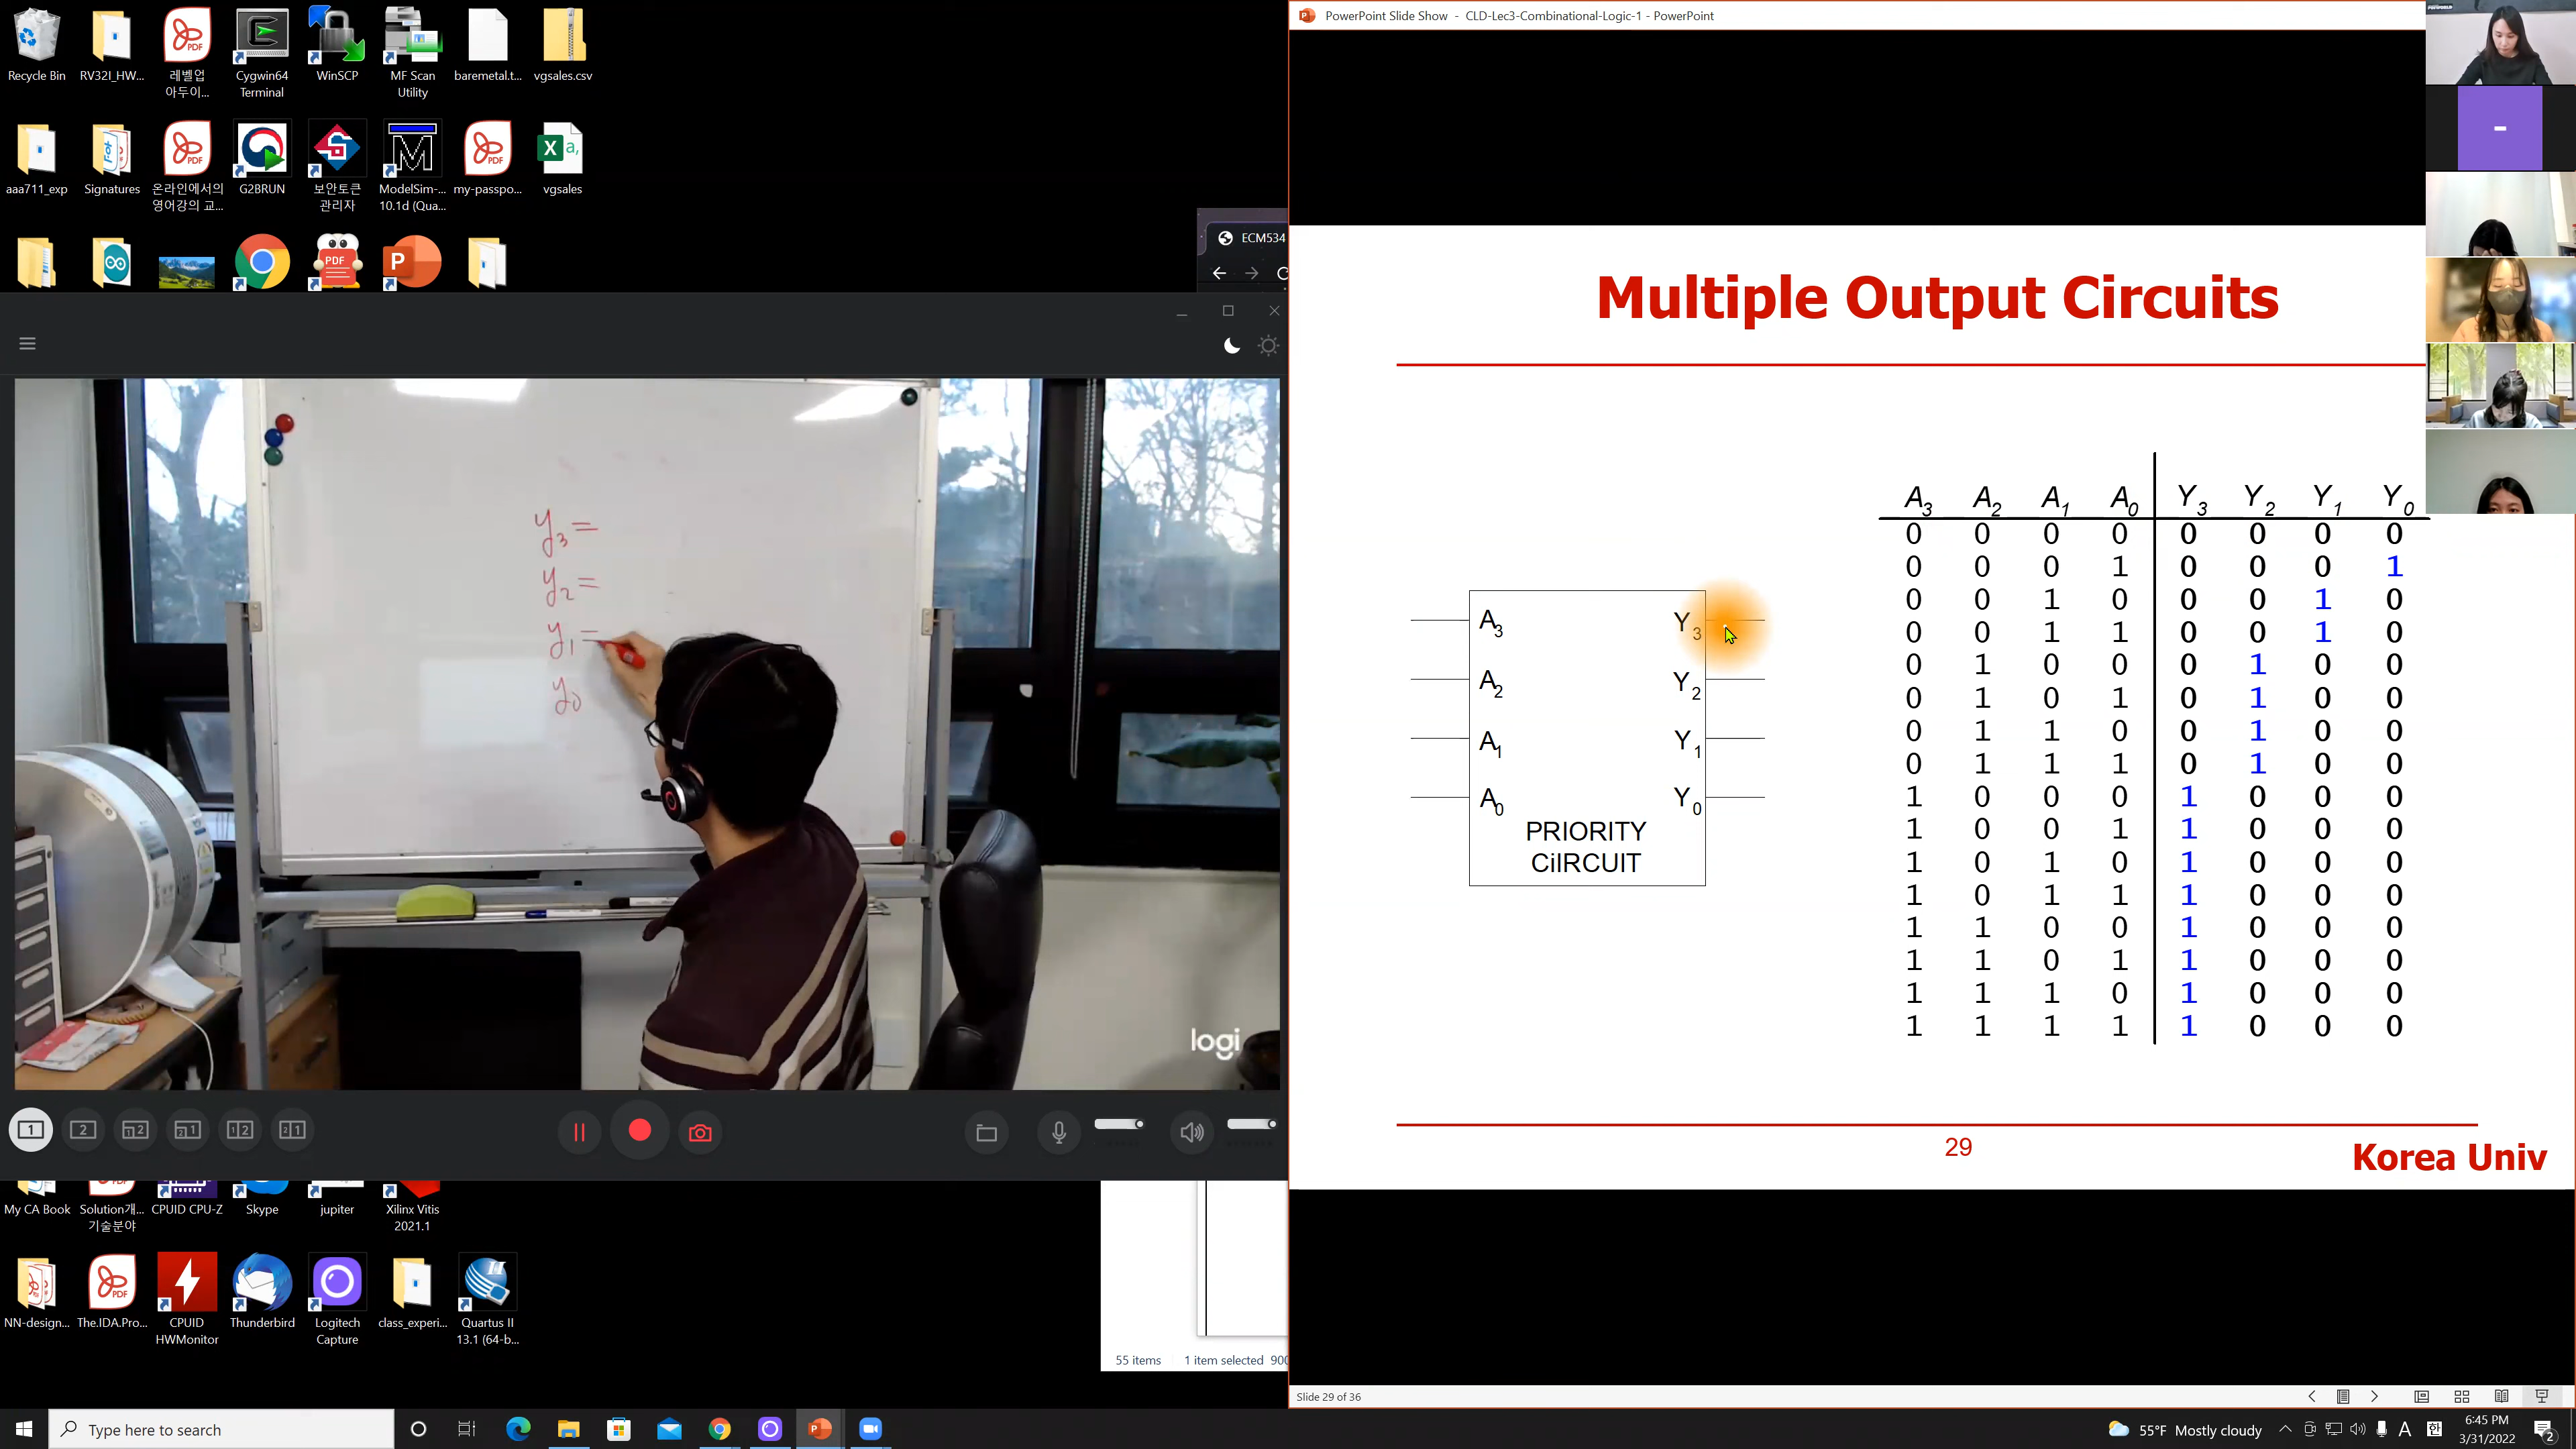 Recycle Bin
RV32I_HW...
레벨업
아두이...
Cygwin64
Terminal
WinSCP
MF Scan
Utility
baremetal.t...
vgsales.csv
aaa711_exp
Signatures
온라인에서의
영어강의 교...
G2BRUN
보안토큰
관리자
ModelSim-...
10.1d (Qua...
my-passpo...
vgsales
ECM534
y3 =
y2 =
y1 =
y0
logi
My CA Book
Solution개...
기술분야
CPUID CPU-Z
Skype
jupiter
Xilinx Vitis
2021.1
NN-design...
The.IDA.Pro...
CPUID
HWMonitor
Thunderbird
Logitech
Capture
class_experi...
Quartus II
13.1 (64-b...
55 items 1 item selected 900
PowerPoint Slide Show - CLD-Lec3-Combinational-Logic-1 - PowerPoint
Multiple Output Circuits
A3 Y3
A2 Y2
A1 Y1
A0 Y0
PRIORITY
CiIRCUIT
A3 A2 A1 A0 Y3 Y2 Y1 Y0
0 0 0 0 0 0 0 0
0 0 0 1 0 0 0 1
0 0 1 0 0 0 1 0
0 0 1 1 0 0 1 0
0 1 0 0 0 1 0 0
0 1 0 1 0 1 0 0
0 1 1 0 0 1 0 0
0 1 1 1 0 1 0 0
1 0 0 0 1 0 0 0
1 0 0 1 1 0 0 0
1 0 1 0 1 0 0 0
1 0 1 1 1 0 0 0
1 1 0 0 1 0 0 0
1 1 0 1 1 0 0 0
1 1 1 0 1 0 0 0
1 1 1 1 1 0 0 0
29
Korea Univ
Slide 29 of 36
Type here to search
55°F Mostly cloudy
A
한
6:45 PM
3/31/2022
2